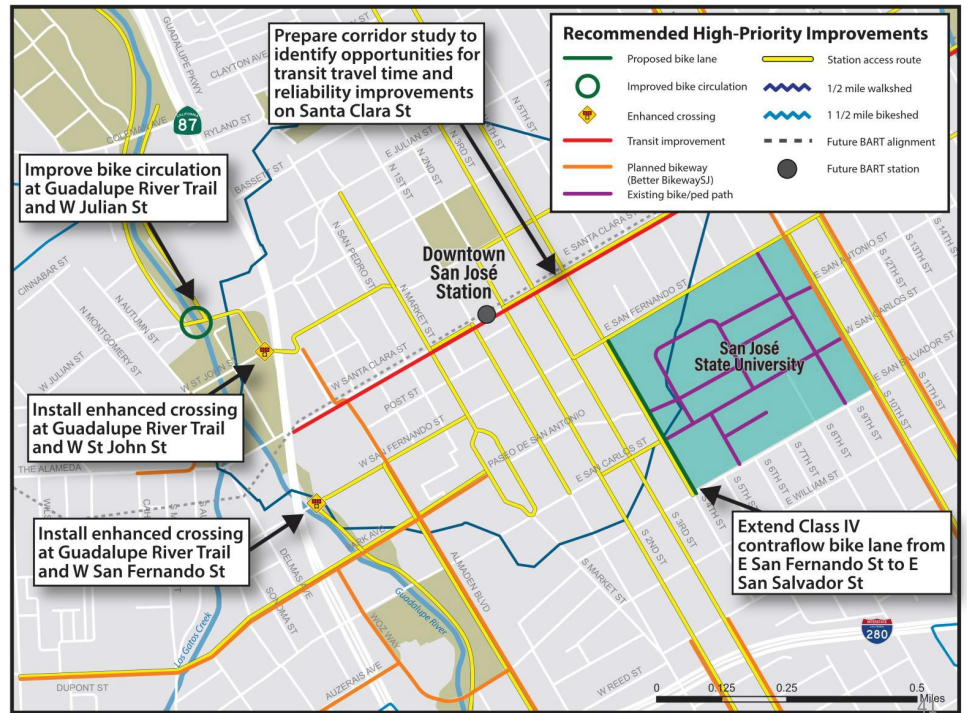 Prepare corridor study to
identify opportunities for
transit travel time and
reliability improvements
on Santa Clara St
Recommended High-Priority Improvements
Proposed bike lane
Improved bike circulation
Enhanced crossing
Transit improvement
Planned bikeway
(Better BikewaySJ)
Existing bike/ped path
Station access route
1/2 mile walkshed
1 1/2 mile bikeshed
Future BART alignment
Future BART station
GUADALUPE PKWY
CLAYTON AVE
CALIFORNIA
87
COLEMAN AVE
RYLAND ST
BASSETT ST
E JULIAN ST
N 1ST ST
N 2ND ST
N 3RD ST
N 5TH ST
Improve bike circulation
at Guadalupe River Trail
and W Julian St
CINNABAR ST
N AUTUMN ST
N MONTGOMERY ST
W JULIAN ST
W ST JOHN ST
N SAN PEDRO ST
N MARKET ST
Downtown
San José
Station
E SANTA CLARA ST
W SANTA CLARA ST
POST ST
E SAN FERNANDO ST
San José
State University
E SAN ANTONIO ST
W SAN CARLOS ST
E SAN SALVADOR ST
S 14TH ST
S 13TH ST
S 12TH ST
S 11TH ST
S 10TH ST
S 9TH ST
S 8TH ST
S 7TH ST
S 6TH ST
S 5TH ST
S 4TH ST
S 3RD ST
S 2ND ST
E WILLIAM ST
Install enhanced crossing
at Guadalupe River Trail
and W St John St
THE ALAMEDA
W SAN FERNANDO ST
PASEO DE SAN ANTONIO
E SAN CARLOS ST
Install enhanced crossing
at Guadalupe River Trail
and W San Fernando St
PARK AVE
DELMAS AVE
SONOMA ST
WOZ WAY
AUZERAIS AVE
ALMADEN BLVD
S MARKET ST
Guadalupe River
Los Gatos Creek
DUPONT ST
W REED ST
Extend Class IV
contraflow bike lane from
E San Fernando St to E
San Salvador St
INTERSTATE
CALIFORNIA
280
0 0.125 0.25 0.5
Miles
41